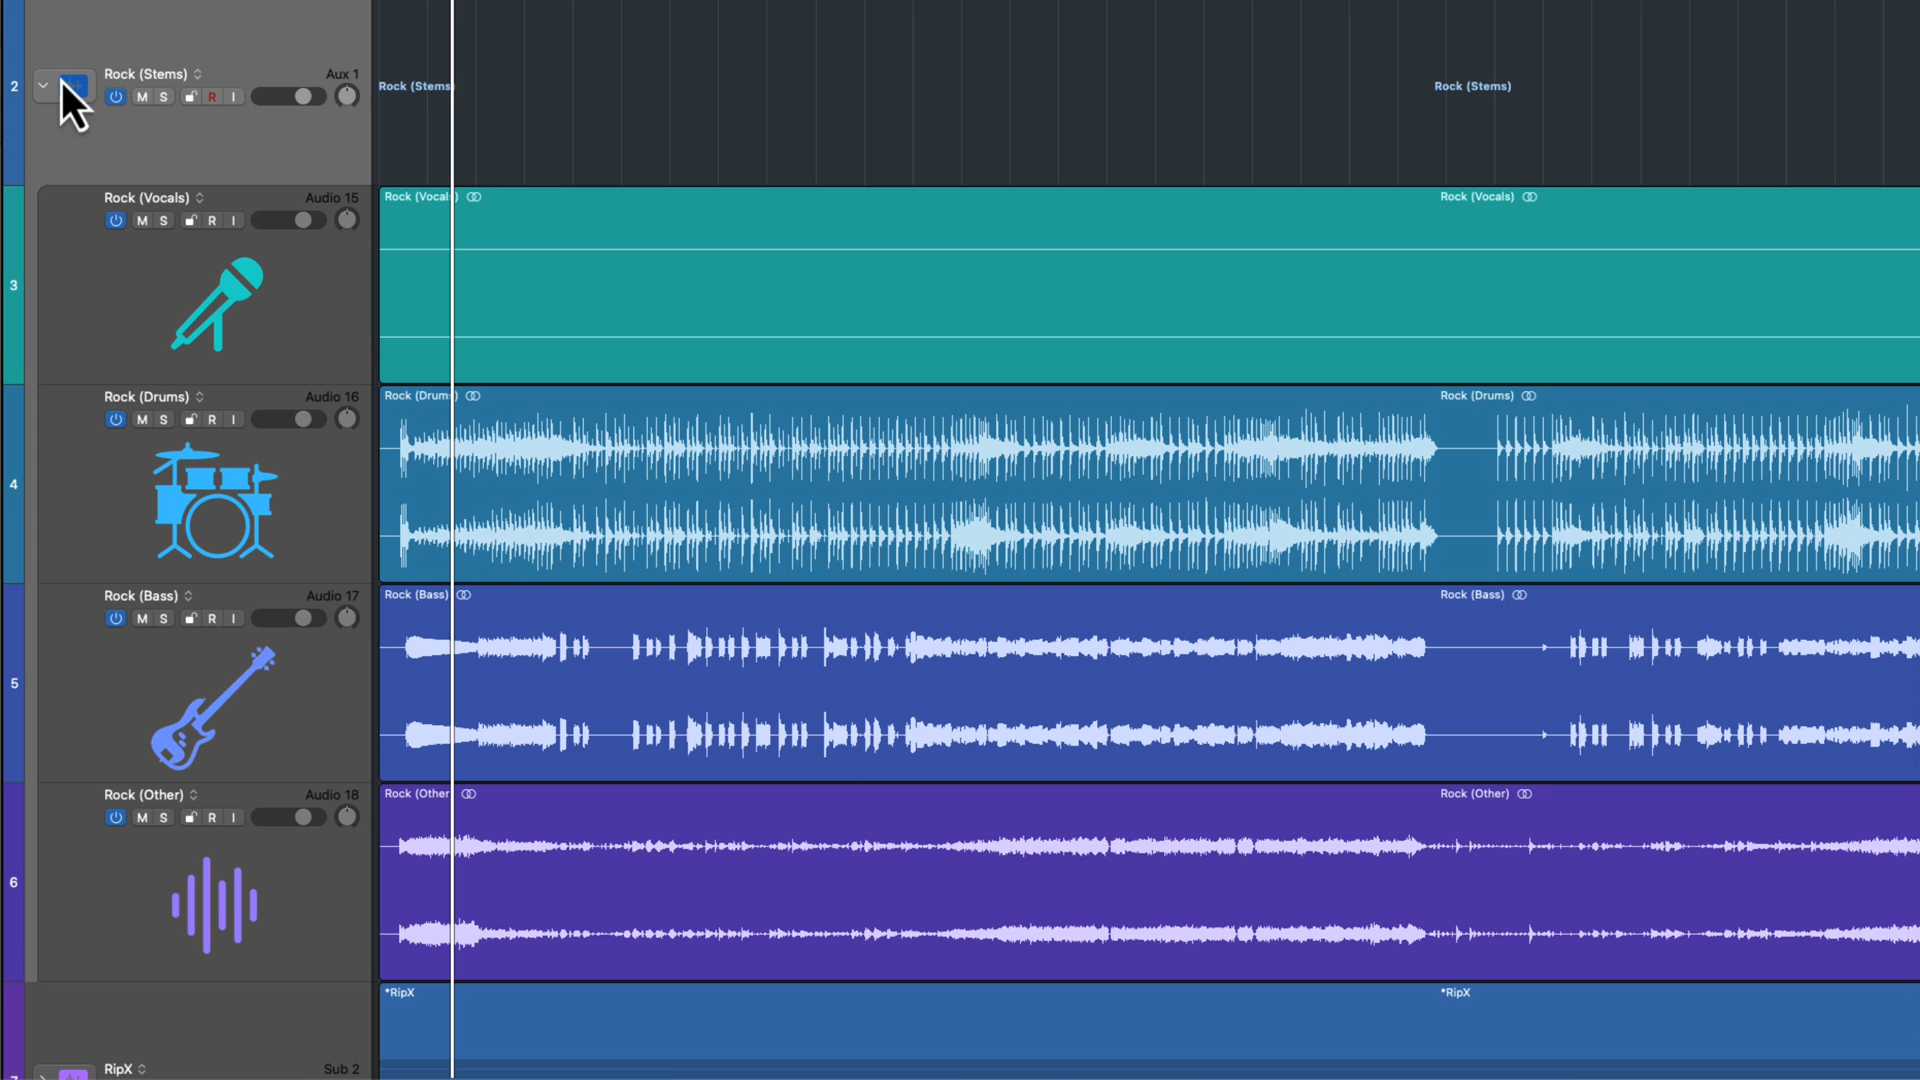 Rock (Stems) Aux 1
2 M S R I
Rock (Stems Rock (Stems)
Rock (Vocals) Audio 15
M S R I
3
Rock (Vocal Rock (Vocals)
Rock (Drums) Audio 16
M S R I
4
Rock (Drum Rock (Drums)
Rock (Bass) Audio 17
M S R I
5
Rock (Bass) Rock (Bass)
Rock (Other) Audio 18
M S R I
6
Rock (Other Rock (Other)
*RipX *RipX
RipX Sub 2